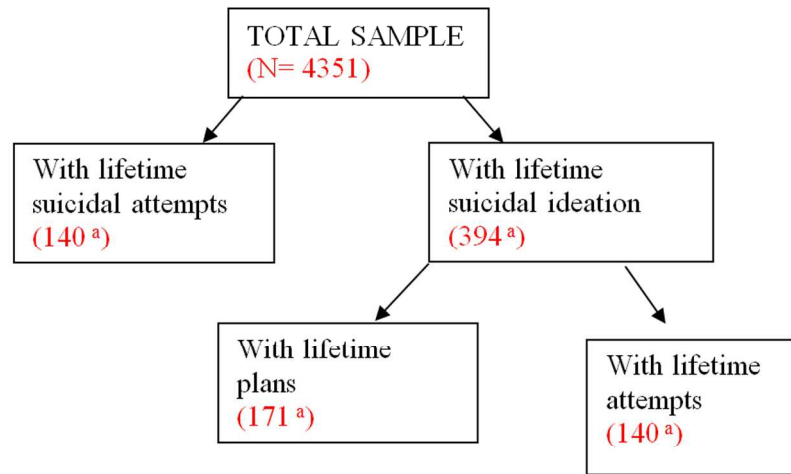 TOTAL SAMPLE
(N= 4351)
With lifetime
suicidal attempts
(140 ᵃ)
With lifetime
suicidal ideation
(394 ᵃ)
With lifetime
plans
(171 ᵃ)
With lifetime
attempts
(140 ᵃ)